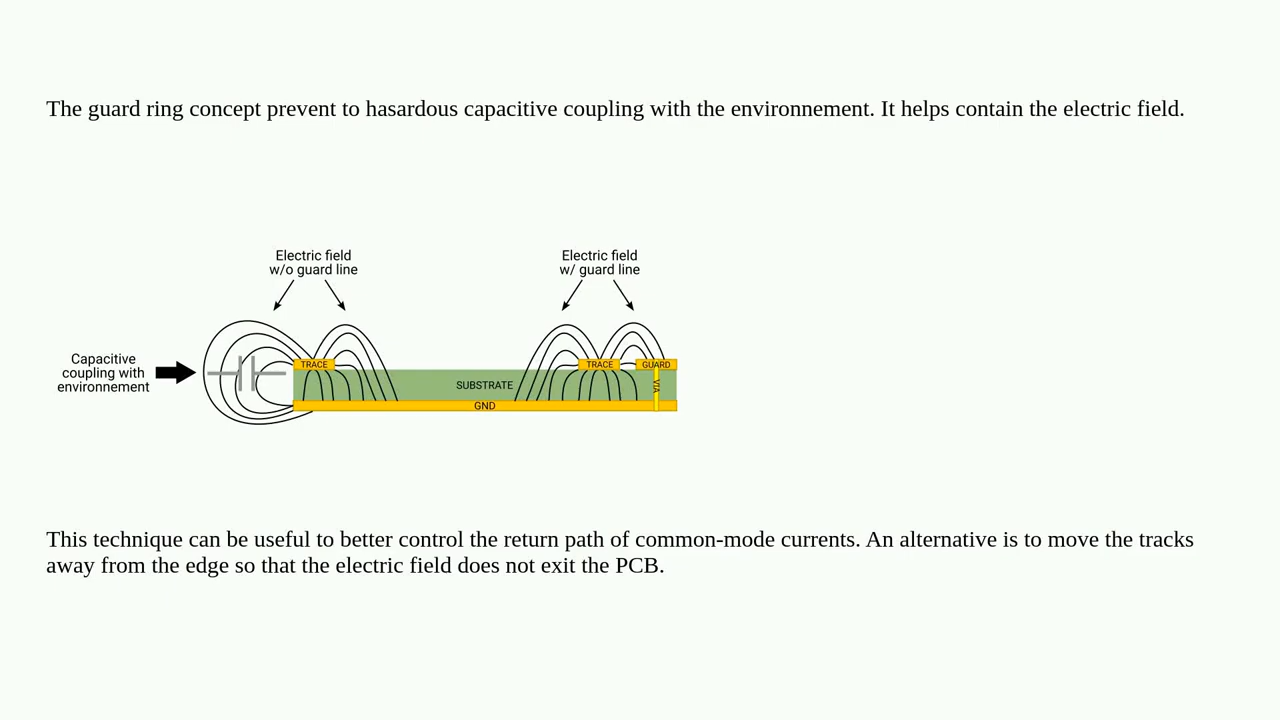 The guard ring concept prevent to hasardous capacitive coupling with the environnement. It helps contain the electric field.
Electric field
w/o guard line
Electric field
w/ guard line
Capacitive
coupling with
environnement
TRACE
TRACE
GUARD
SUBSTRATE
VIA
GND
This technique can be useful to better control the return path of common-mode currents. An alternative is to move the tracks
away from the edge so that the electric field does not exit the PCB.